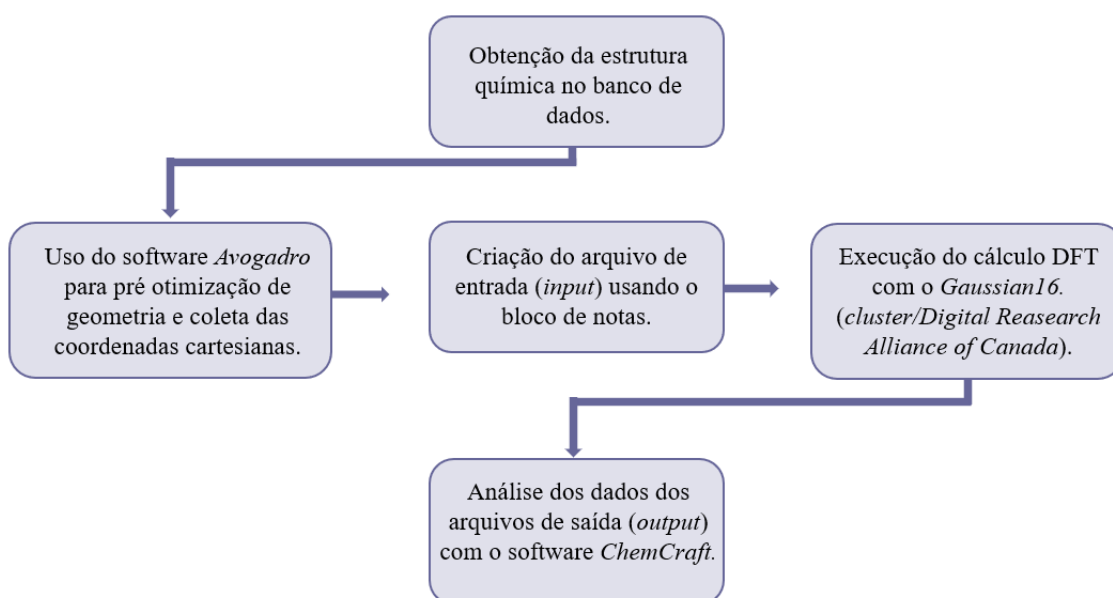 Obtenção da estrutura
química no banco de
dados.
Uso do software Avogadro
para pré otimização de
geometria e coleta das
coordenadas cartesianas.
Criação do arquivo de
entrada (input) usando o
bloco de notas.
Execução do cálculo DFT
com o Gaussian16.
(cluster/Digital Reasearch
Alliance of Canada).
Análise dos dados dos
arquivos de saída (output)
com o software ChemCraft.